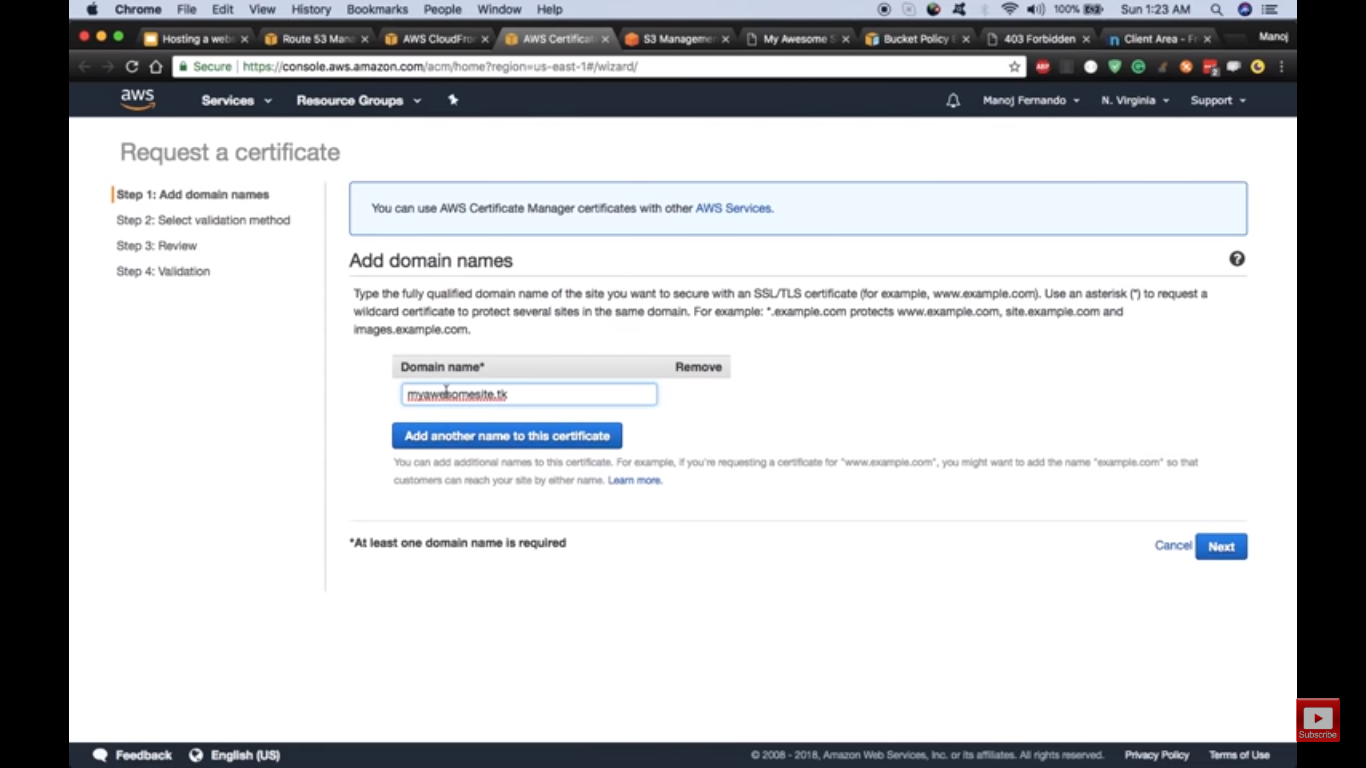 Chrome File Edit View History Bookmarks People Window Help 100% Sun 1:23 AM
Hosting a webs Route 53 Mana AWS CloudFro AWS Certificat S3 Managemen My Awesome S Bucket Policy E 403 Forbidden Client Area - Fr Manoj
Secure | https://console.aws.amazon.com/acm/home?region=us-east-1#/wizard/
aws Services Resource Groups Manoj Fernando N. Virginia Support
Request a certificate
Step 1: Add domain names
Step 2: Select validation method
Step 3: Review
Step 4: Validation
You can use AWS Certificate Manager certificates with other AWS Services.
Add domain names
Type the fully qualified domain name of the site you want to secure with an SSL/TLS certificate (for example, www.example.com). Use an asterisk (*) to request a
wildcard certificate to protect several sites in the same domain. For example: *.example.com protects www.example.com, site.example.com and
images.example.com.
Domain name* Remove
myawesomesite.tk
Add another name to this certificate
You can add additional names to this certificate. For example, if you're requesting a certificate for "www.example.com", you might want to add the name "example.com" so that
customers can reach your site by either name. Learn more.
*At least one domain name is required
Cancel Next
Subscribe
Feedback English (US) © 2008 - 2018, Amazon Web Services, Inc. or its affiliates. All rights reserved. Privacy Policy Terms of Use